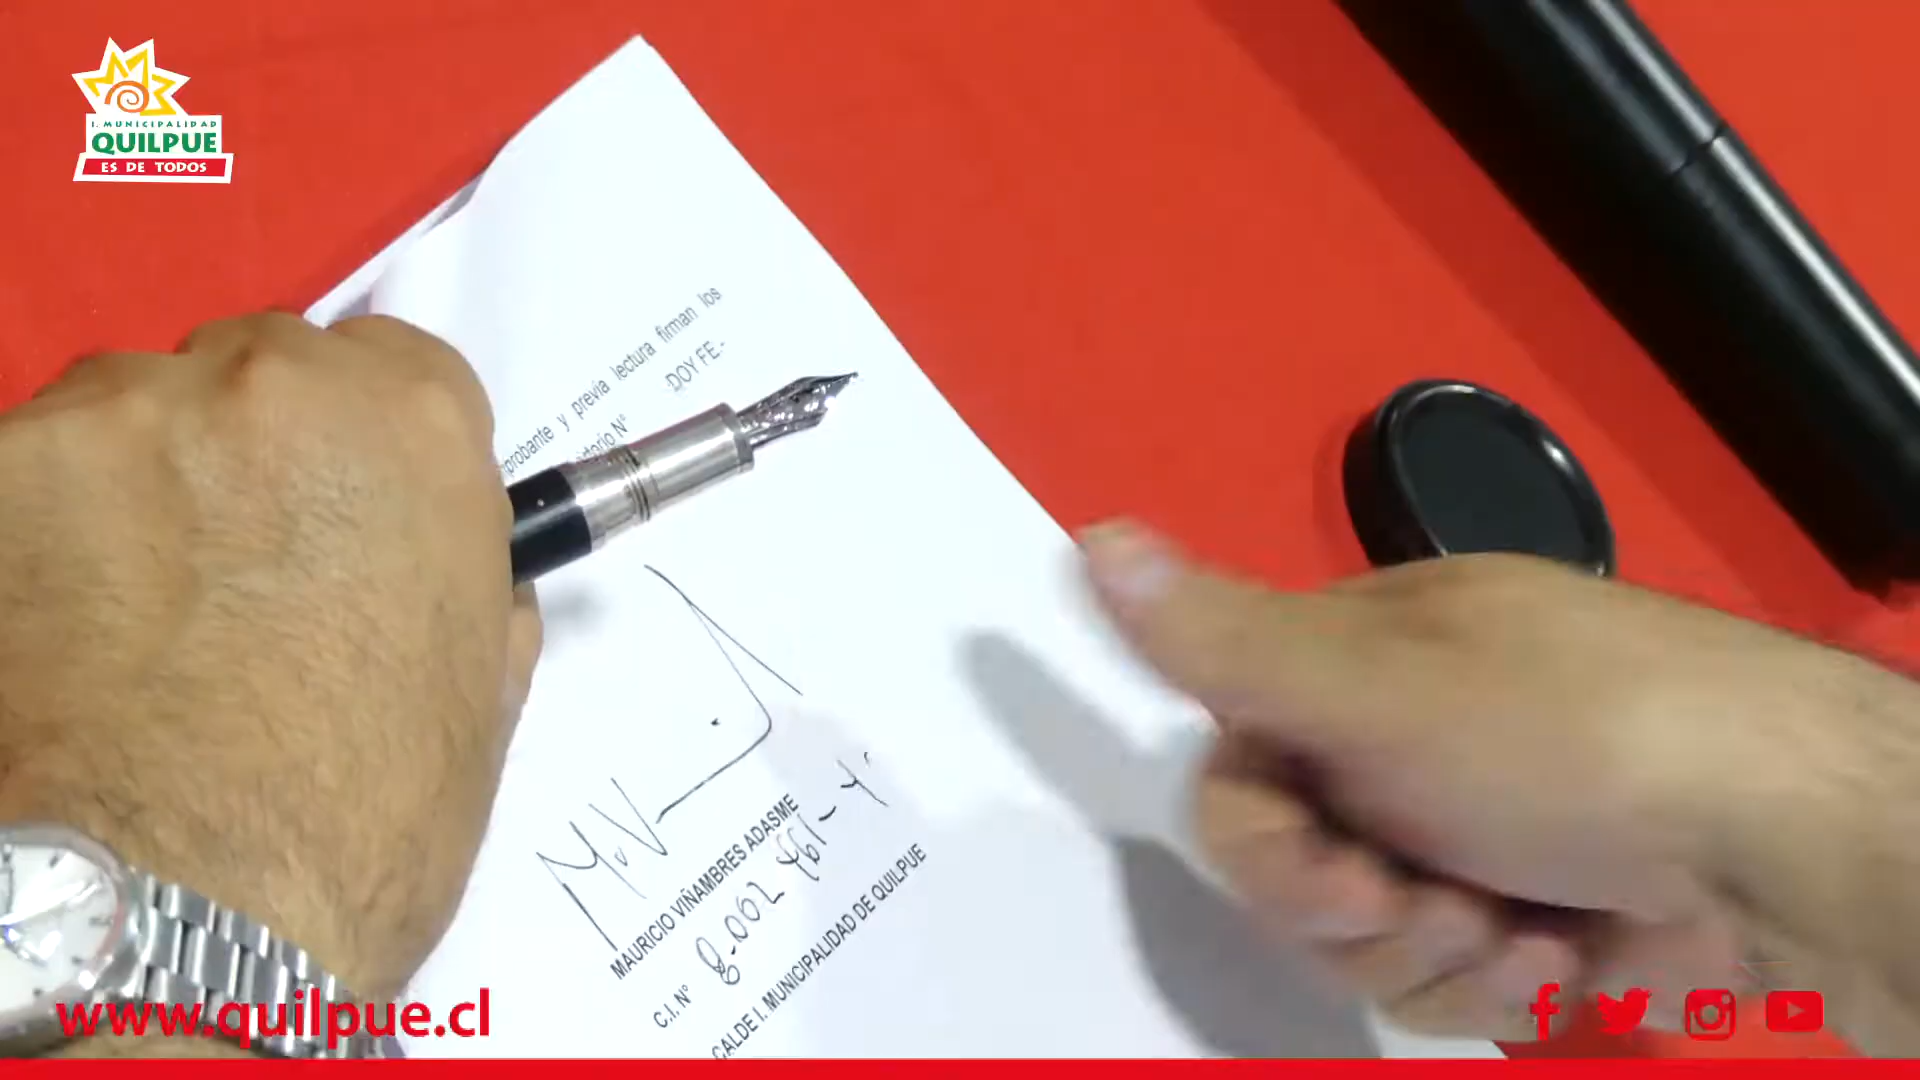 I. MUNICIPALIDAD
QUILPUE
ES DE TODOS
probante y previa lectura firman los
N°
DOY FE.-
MAURICIO VIÑAMBRES ADASME
C.I. N°
CALDE I. MUNICIPALIDAD DE QUILPUE
www.quilpue.cl